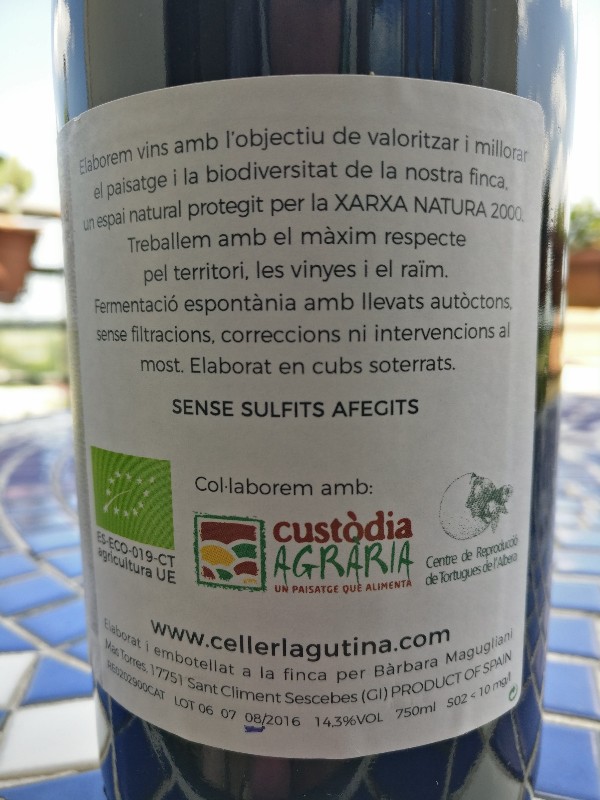 Elaborem vins amb l'objectiu de valoritzar i millorar
el paisatge i la biodiversitat de la nostra finca,
un espai natural protegit per la XARXA NATURA 2000.
Treballem amb el màxim respecte
pel territori, les vinyes i el raïm.
Fermentació espontània amb llevats autòctons,
sense filtracions, correccions ni intervencions al
most. Elaborat en cubs soterrats.
SENSE SULFITS AFEGITS
ES-ECO-019-CT
agricultura UE
Col·laborem amb:
custòdia
AGRÀRIA
UN PAISATGE QUE ALIMENTA
Centre de Reproducció
de Tortugues de l'Albera
www.cellerlagutina.com
Elaborat i embotellat a la finca per Bàrbara Magugliani
Mas Torres, 17751 Sant Climent Sescebes (GI) PRODUCT OF SPAIN
RE0202900CAT LOT 06 07 08/2016 14,3%VOL 750ml SO2 < 10 mg/l